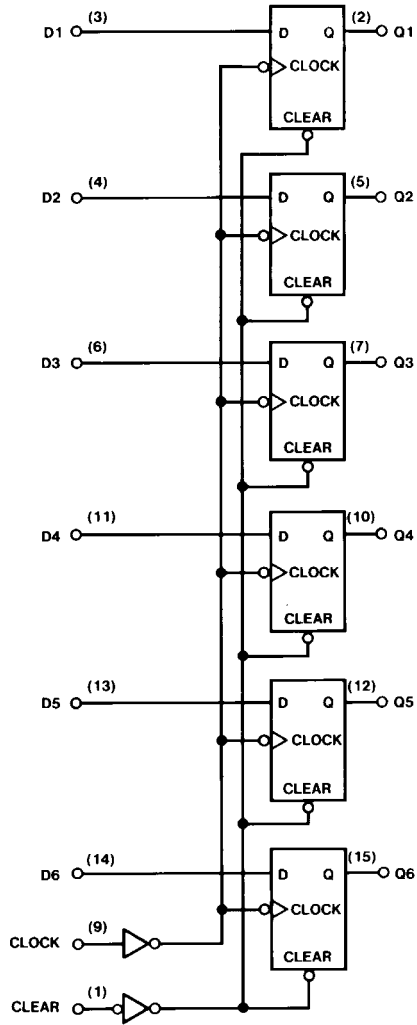 D1 (3) D Q (2) Q1
CLOCK
CLEAR
D2 (4) D Q (5) Q2
CLOCK
CLEAR
D3 (6) D Q (7) Q3
CLOCK
CLEAR
D4 (11) D Q (10) Q4
CLOCK
CLEAR
D5 (13) D Q (12) Q5
CLOCK
CLEAR
D6 (14) D Q (15) Q6
CLOCK
CLOCK (9)
CLEAR
CLEAR (1)